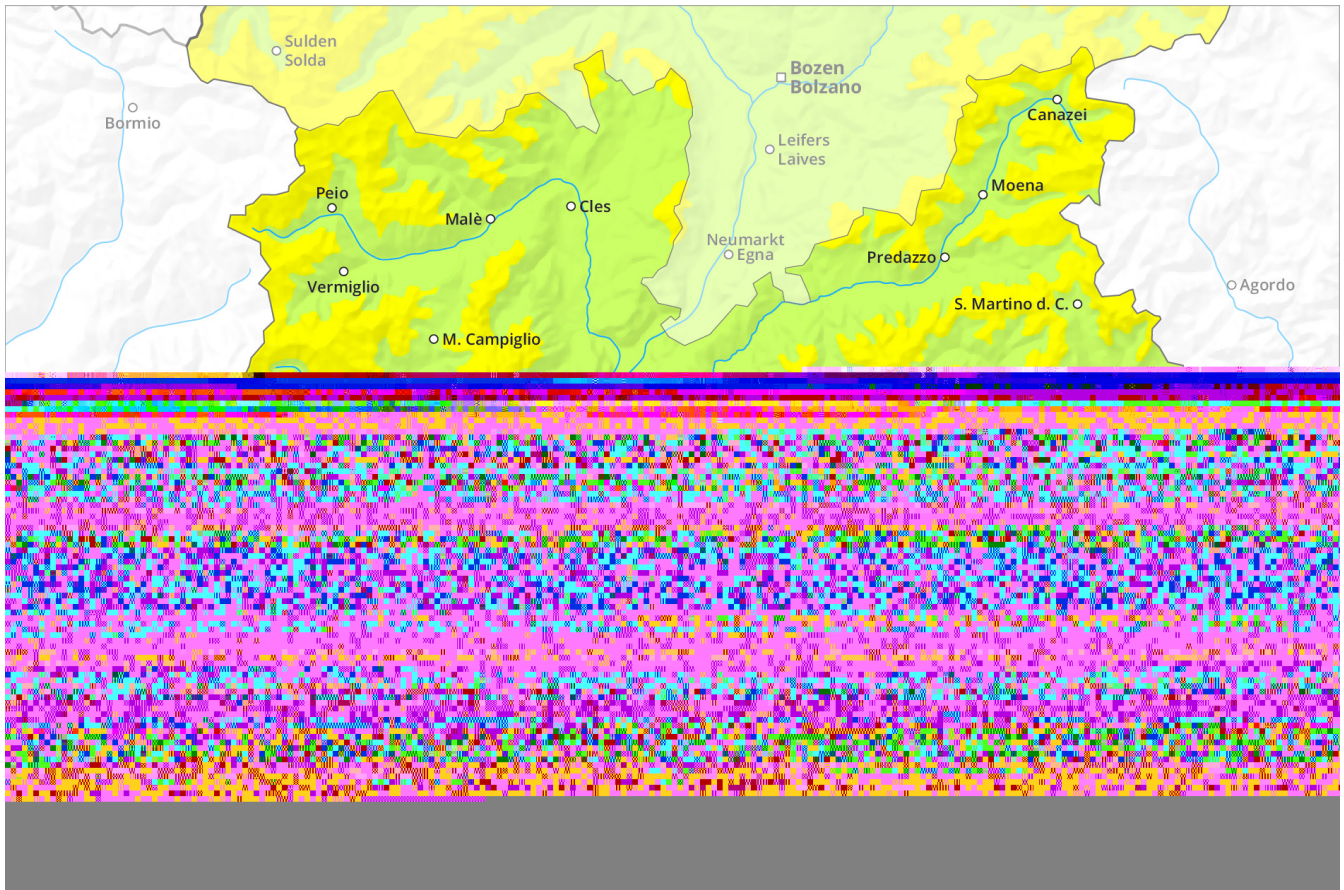 Sulden
Solda
Bozen
Bolzano
Bormio
Canazei
Leifers
Laives
Moena
Peio
Malè
Cles
Neumarkt
Egna
Predazzo
Vermiglio
Agordo
S. Martino d. C.
M. Campiglio